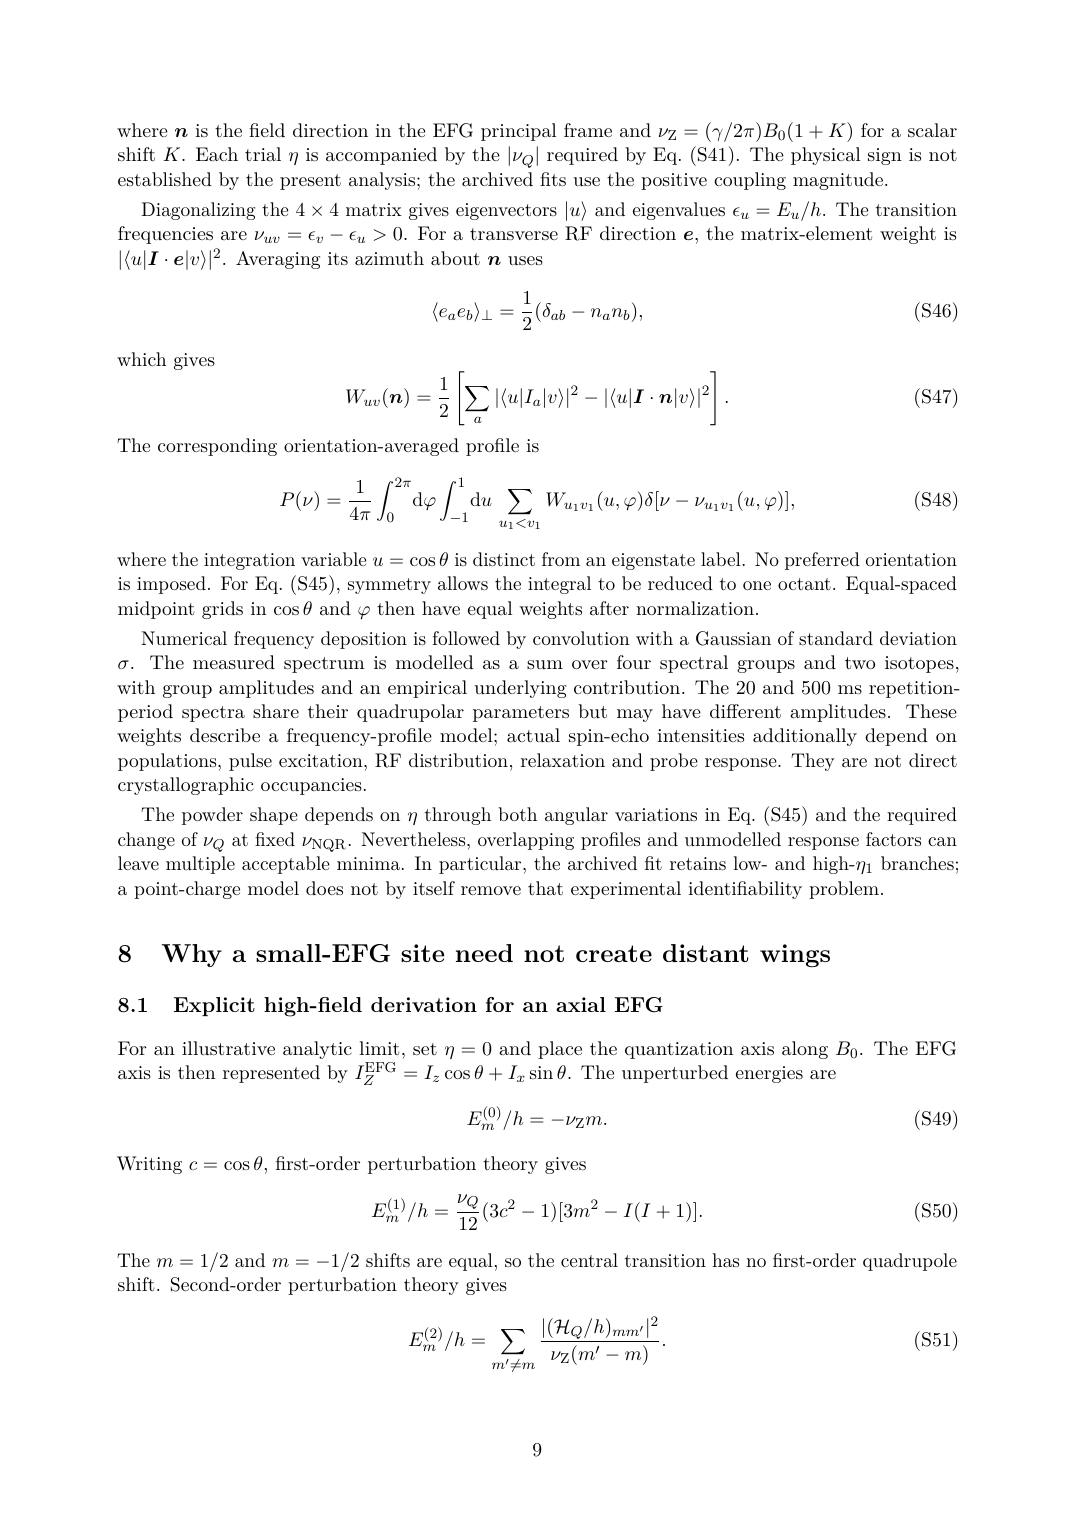 where n is the field direction in the EFG principal frame and ν_Z = (γ/2π)B_0(1 + K) for a scalar
shift K. Each trial η is accompanied by the |ν_Q| required by Eq. (S41). The physical sign is not
established by the present analysis; the archived fits use the positive coupling magnitude.
Diagonalizing the 4 × 4 matrix gives eigenvectors |u⟩ and eigenvalues ϵ_u = E_u/h. The transition
frequencies are ν_uv = ϵ_v − ϵ_u > 0. For a transverse RF direction e, the matrix-element weight is
|⟨u|I · e|v⟩|². Averaging its azimuth about n uses
⟨e_a e_b⟩_⊥ = 1/2 (δ_ab − n_a n_b), (S46)
which gives
W_uv(n) = 1/2 [∑_a |⟨u|I_a|v⟩|² − |⟨u|I · n|v⟩|²]. (S47)
The corresponding orientation-averaged profile is
P(ν) = 1/4π ∫_0^{2π} dφ ∫_{−1}^{1} du ∑_{u_1<v_1} W_{u_1v_1}(u, φ)δ[ν − ν_{u_1v_1}(u, φ)], (S48)
where the integration variable u = cos θ is distinct from an eigenstate label. No preferred orientation
is imposed. For Eq. (S45), symmetry allows the integral to be reduced to one octant. Equal-spaced
midpoint grids in cos θ and φ then have equal weights after normalization.
Numerical frequency deposition is followed by convolution with a Gaussian of standard deviation
σ. The measured spectrum is modelled as a sum over four spectral groups and two isotopes,
with group amplitudes and an empirical underlying contribution. The 20 and 500 ms repetition-
period spectra share their quadrupolar parameters but may have different amplitudes. These
weights describe a frequency-profile model; actual spin-echo intensities additionally depend on
populations, pulse excitation, RF distribution, relaxation and probe response. They are not direct
crystallographic occupancies.
The powder shape depends on η through both angular variations in Eq. (S45) and the required
change of ν_Q at fixed ν_NQR. Nevertheless, overlapping profiles and unmodelled response factors can
leave multiple acceptable minima. In particular, the archived fit retains low- and high-η_1 branches;
a point-charge model does not by itself remove that experimental identifiability problem.
8 Why a small-EFG site need not create distant wings
8.1 Explicit high-field derivation for an axial EFG
For an illustrative analytic limit, set η = 0 and place the quantization axis along B_0. The EFG
axis is then represented by I_Z^EFG = I_z cos θ + I_x sin θ. The unperturbed energies are
E_m^(0)/h = −ν_Z m. (S49)
Writing c = cos θ, first-order perturbation theory gives
E_m^(1)/h = ν_Q/12 (3c² − 1)[3m² − I(I + 1)]. (S50)
The m = 1/2 and m = −1/2 shifts are equal, so the central transition has no first-order quadrupole
shift. Second-order perturbation theory gives
E_m^(2)/h = ∑_{m′≠m} |(ℋ_Q/h)_{mm′}|² / ν_Z(m′ − m). (S51)
9